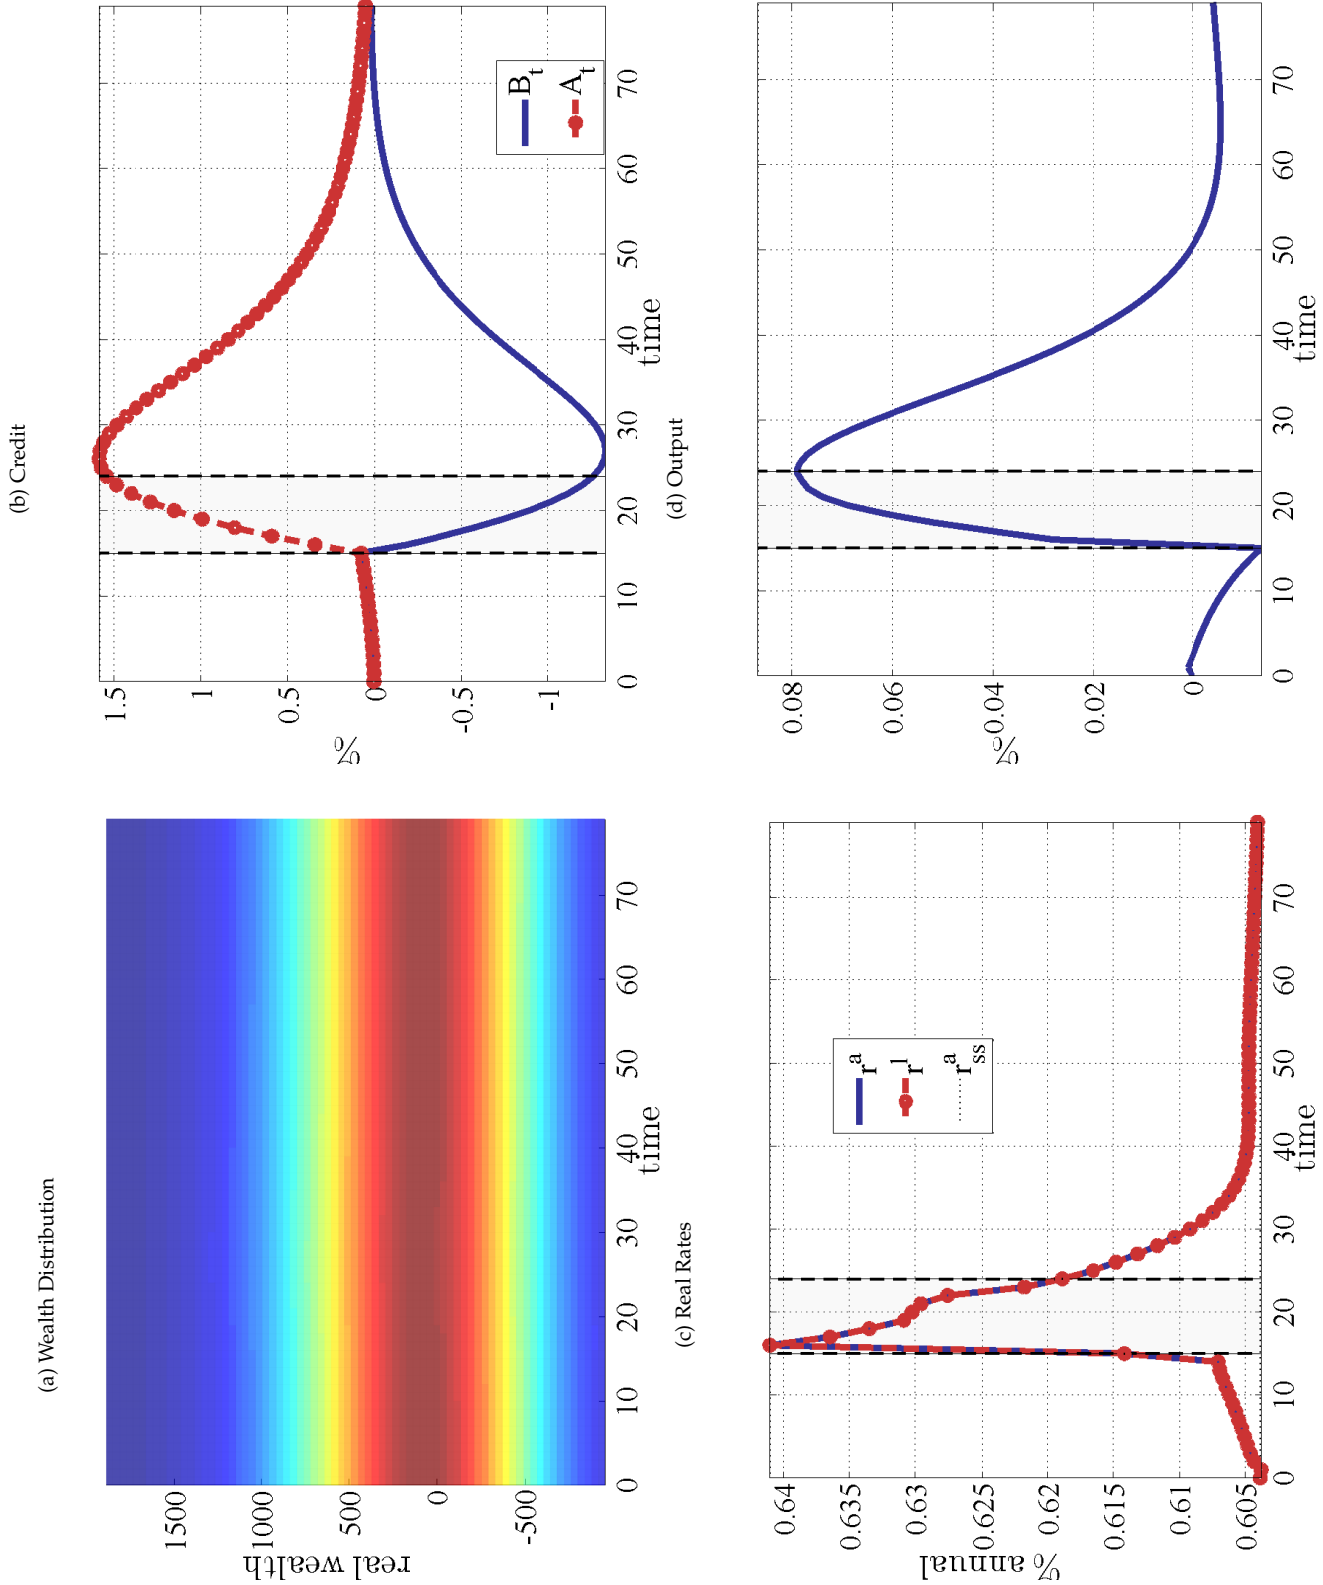 (a) Wealth Distribution
real wealth
1500
1000
500
0
-500
0 10 20 30 40 50 60 70
time
(b) Credit
%
1.5
1
0.5
0
-0.5
-1
0 10 20 30 40 50 60 70
time
B_t
A_t
(c) Real Rates
% annual
0.64
0.635
0.63
0.625
0.62
0.615
0.61
0.605
0 10 20 30 40 50 60 70
time
r^a
r^l
r^a_ss
(d) Output
%
0.08
0.06
0.04
0.02
0
0 10 20 30 40 50 60 70
time